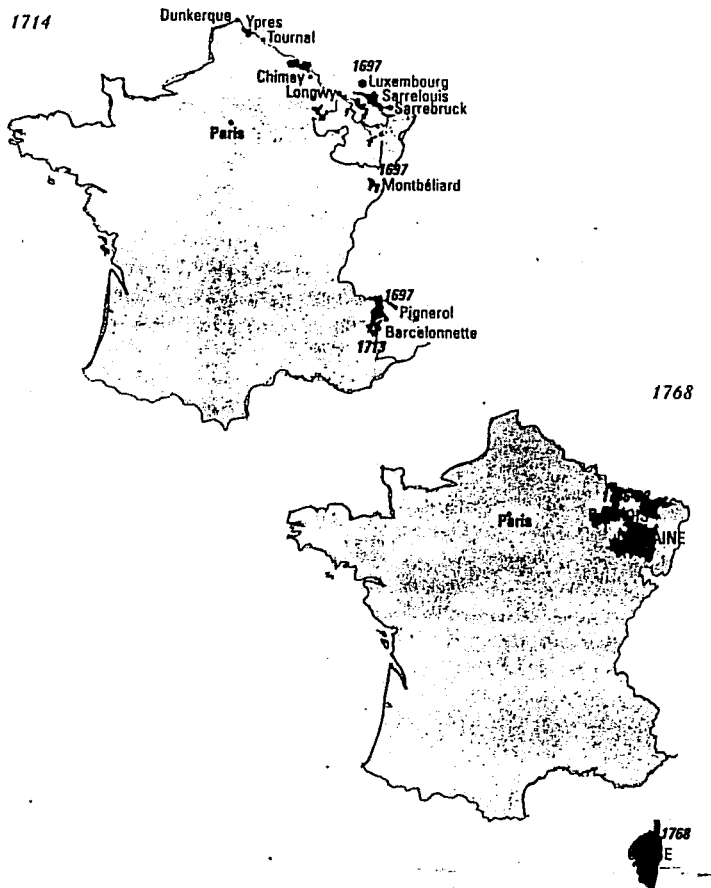 1714
Dunkerque
Ypres
Tournal
Chimay
Longwy
1697
Luxembourg
Sarrelouis
Sarrebruck
Paris
1697
Montbéliard
1697
Pignerol
Barcelonnette
1713
1768
Paris
1768